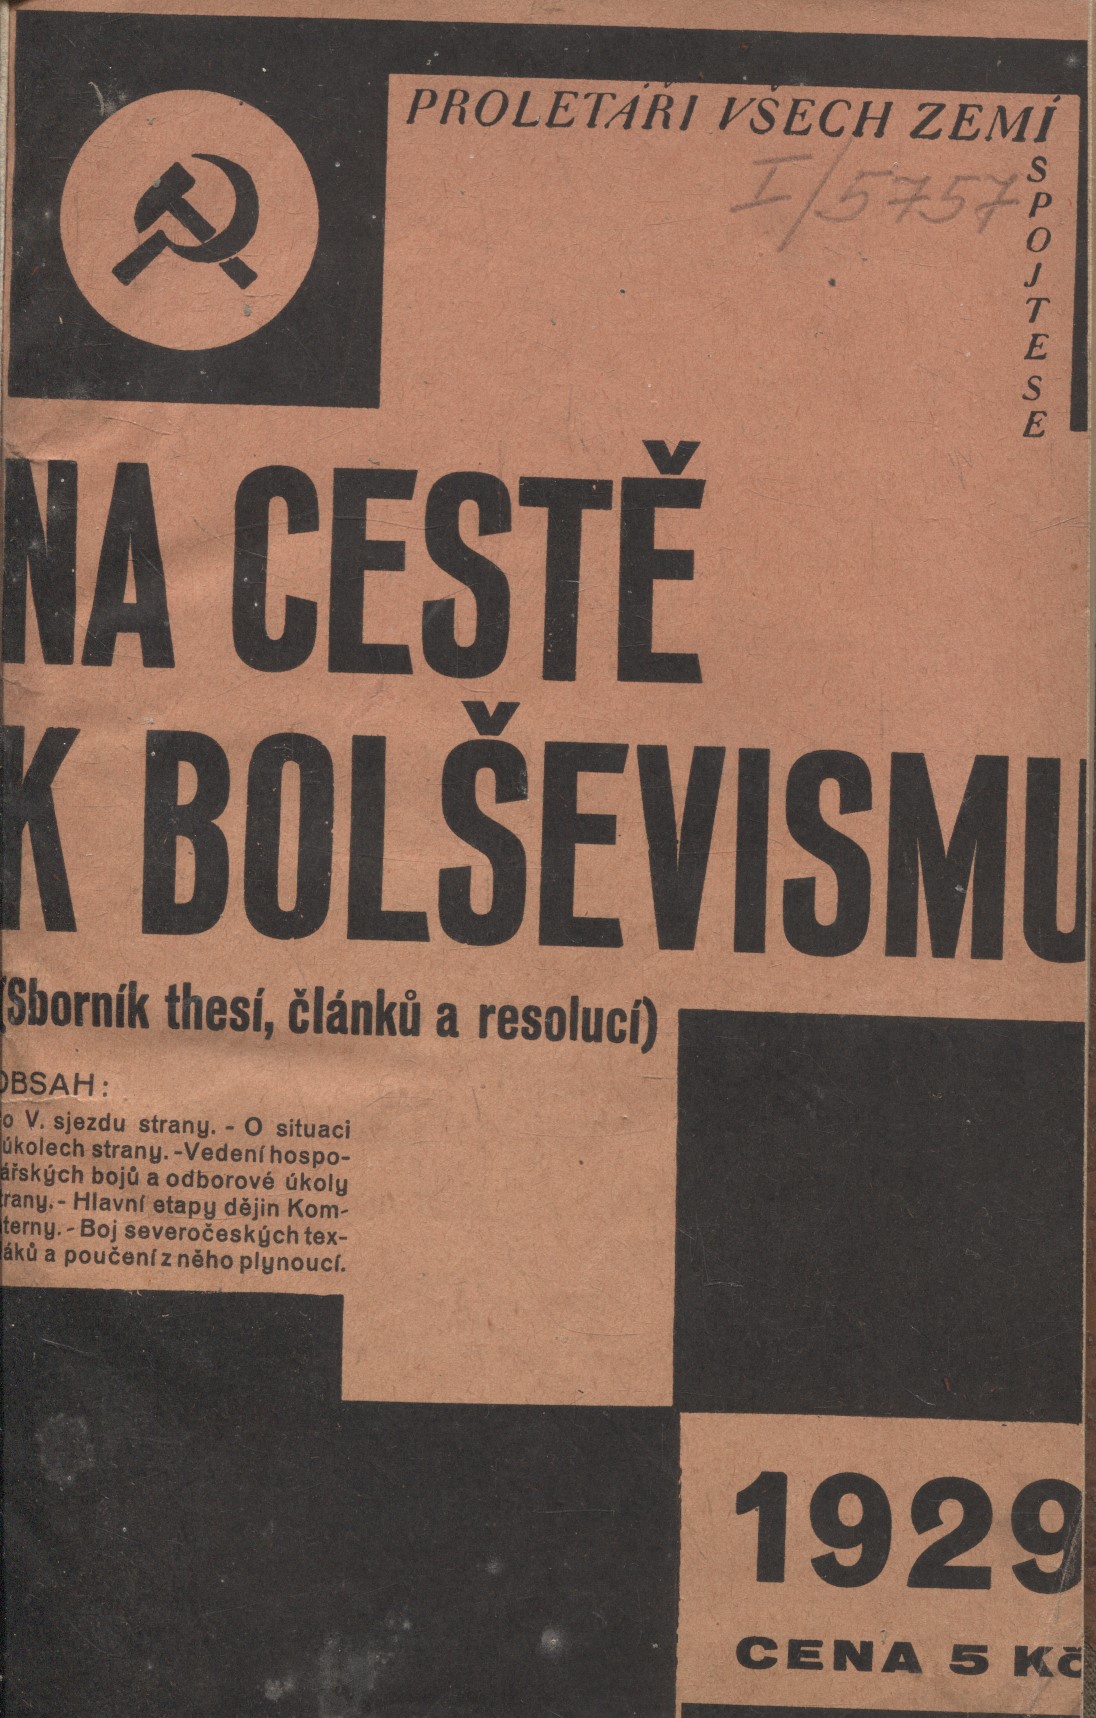 PROLETÁŘI VŠECH ZEMÍ
SPOJTE SE
I/5757
NA CESTĚ
K BOLŠEVISMU
(Sborník thesí, článků a resolucí)
OBSAH:
o V. sjezdu strany. - O situaci
úkolech strany. - Vedení hospo-
ářských bojů a odborové úkoly
trany. - Hlavní etapy dějin Kom-
terny. - Boj severočeských tex-
áků a poučení z něho plynoucí.
1929
CENA 5 Kč